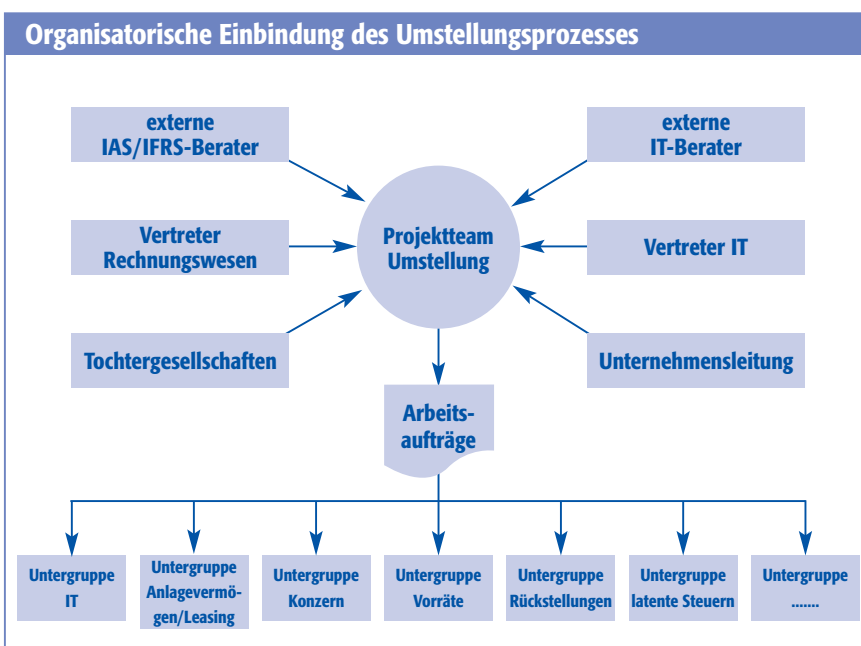 Organisatorische Einbindung des Umstellungsprozesses
externe
IAS/IFRS-Berater
externe
IT-Berater
Vertreter
Rechnungswesen
Projektteam
Umstellung
Vertreter IT
Tochtergesellschaften
Unternehmensleitung
Arbeits-
aufträge
Untergruppe
IT
Untergruppe
Anlagevermö-
gen/Leasing
Untergruppe
Konzern
Untergruppe
Vorräte
Untergruppe
Rückstellungen
Untergruppe
latente Steuern
Untergruppe
.......